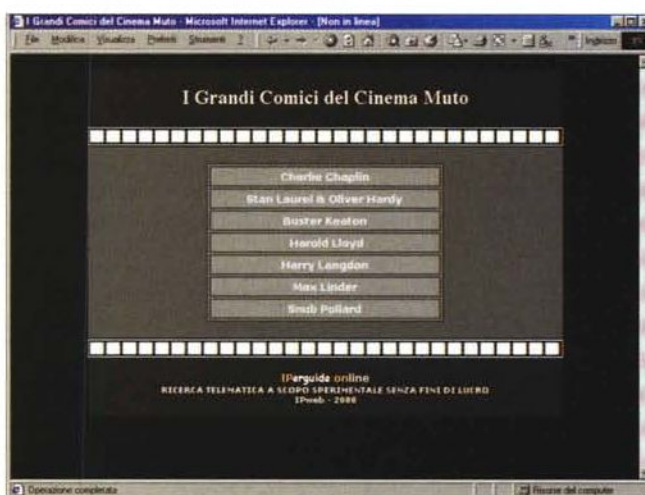 I Grandi Comici del Cinema Muto - Microsoft Internet Explorer - [Non in linea]
File Modifica Visualizza Preferiti Strumenti ?
I Grandi Comici del Cinema Muto
Charlie Chaplin
Stan Laurel & Oliver Hardy
Buster Keaton
Harold Lloyd
Harry Langdon
Max Linder
Snub Pollard
IPerguide online
RICERCA TELEMATICA A SCOPO SPERIMENTALE SENZA FINI DI LUCRO
IPweb - 2000
Operazione completata
Risorse del computer